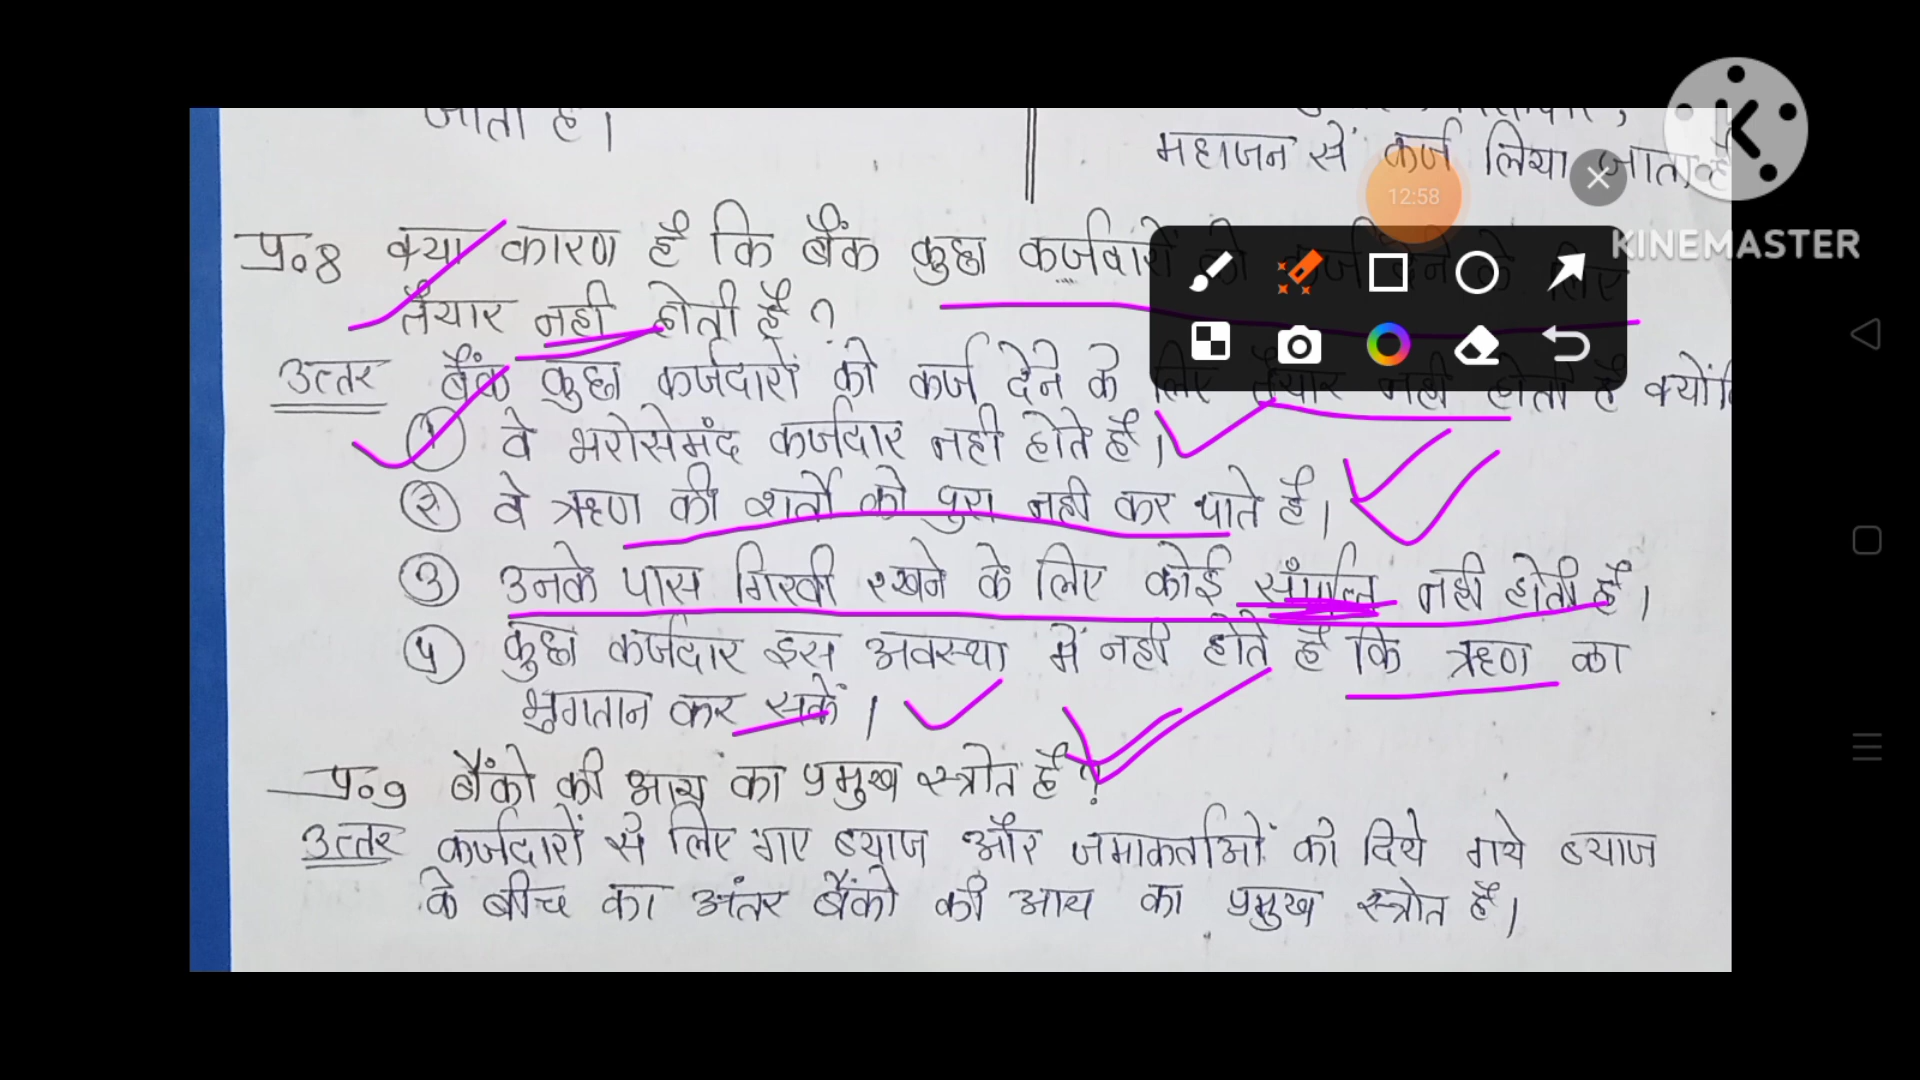 जाता है।
महाजन से कर्ज लिया जाता है
KINEMASTER
12:58
प्र०8 क्या कारण है कि बैंक कुछ कर्जदारों को कर्ज देने के लिए
तैयार नही होती है ?
उत्तर बैंक कुछ कर्जदारों को कर्ज देने के लिए तैयार नही होती है क्योंकि
① वे भरोसेमंद कर्जदार नही होते है।
② वे ऋण की शर्तो को पुरा नही कर पाते है।
③ उनके पास गिरवी रखने के लिए कोई संपत्ति नही होती है।
④ कुछ कर्जदार इस अवस्था में नही होते है कि ऋण का
भुगतान कर सकें।
प्र०9 बैंको की आय का प्रमुख स्त्रोत है ?
उत्तर कर्जदारों से लिए गए ब्याज और जमाकर्ताओं को दिये गये ब्याज
के बीच का अंतर बैंको की आय का प्रमुख स्त्रोत है।